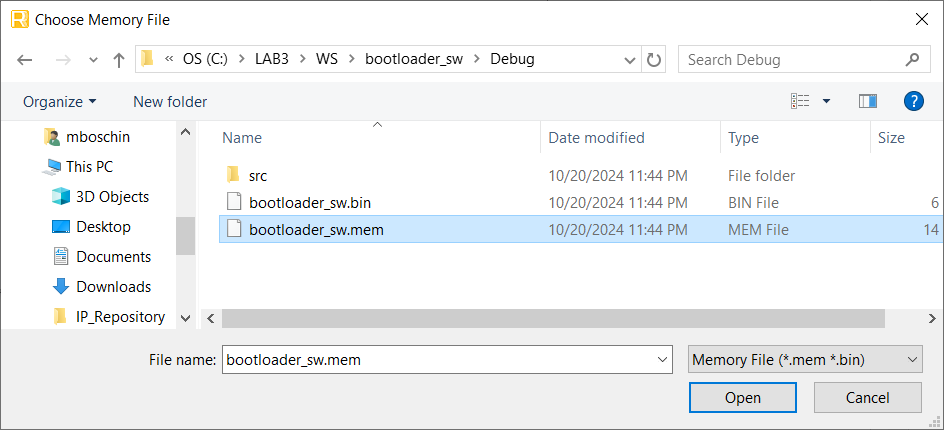 Choose Memory File
« OS (C:) > LAB3 > WS > bootloader_sw > Debug
Search Debug
Organize
New folder
Name Date modified Type Size
mboschin
This PC
3D Objects
Desktop
Documents
Downloads
IP_Repository
src 10/20/2024 11:44 PM File folder
bootloader_sw.bin 10/20/2024 11:44 PM BIN File 6
bootloader_sw.mem 10/20/2024 11:44 PM MEM File 14
File name: bootloader_sw.mem
Memory File (*.mem *.bin)
Open
Cancel